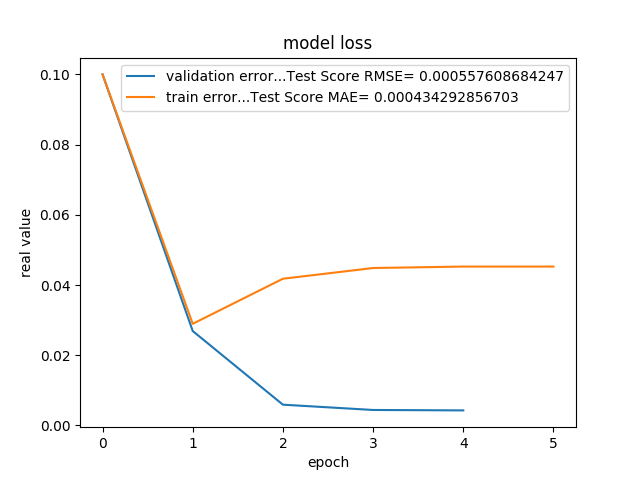 model loss
validation error...Test Score RMSE= 0.000557608684247
train error...Test Score MAE= 0.000434292856703
real value
0.10
0.08
0.06
0.04
0.02
0.00
0 1 2 3 4 5
epoch